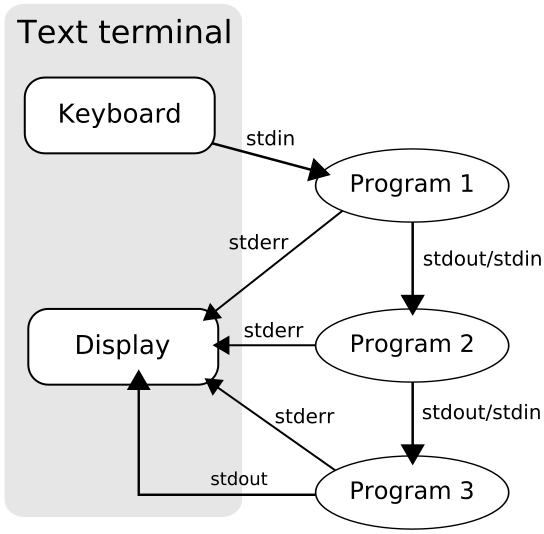 Text terminal
Keyboard
stdin
Program 1
stderr
stdout/stdin
Display
stderr
Program 2
stderr
stdout/stdin
stdout
Program 3